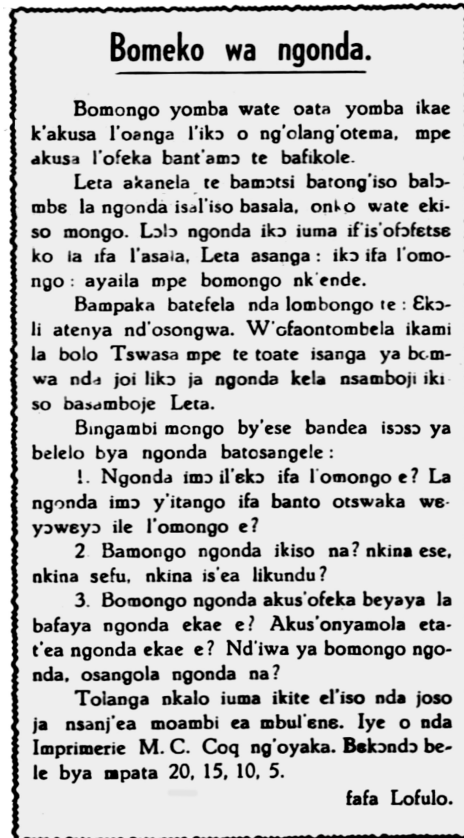 Bomeko wa ngonda.
Bomongo yomba wate oata yomba ikae
k'akusa l'oanga l'ikɔ o ng'olang'otema, mpe
akusa l'ofeka bant'amɔ te bafikole.
Leta akanela te bamɔtsi barong'iso balɔ-
mbɛ la ngonda isal'iso basala, onko wate eki-
so mongo. Lɔlɔ ngonda ikɔ iuma if'is'ofɔfɛtsɛ
ko la ifa l'asala, Leta asanga : ikɔ ifa l'omo-
ngo : ayaila mpe bomongo nk'ende.
Bampaka batefela nda lombongo te : Ɛkɔ-
li atenya nd'osongwa. W'ofaontombela ikami
la bolo Tswasa mpe te toate isanga ya bom-
wa nda joi likɔ ja ngonda kela nsamboji iki
so basamboje Leta.
Bingambi mongo by'ese bandea isɔsɔ ya
belelo bya ngonda batosangele :
!. Ngonda imɔ il'ɛkɔ ifa l'omongo e? La
ngonda imɔ y'itango ifa banto otswaka wɛ-
yɔwɛyɔ ile l'omongo e?
2 Bamongo ngonda ikiso na? nkina ese,
nkina sefu, nkina is'ea likundu?
3. Bomongo ngonda akus'ofeka beyaya la
bafaya ngonda ekae e? Akus'onyamola eta-
t'ea ngonda ekae e? Nd'iwa ya bomongo ngo-
nda, osangola ngonda na?
Tolanga nkalo iuma ikite el'iso nda joso
ja nsanj'ea moambi ea mbul'ɛnɛ. Iye o nda
Imprimerie M. C. Coq ng'oyaka. Bekɔndɔ be-
le bya mpata 20, 15, 10, 5.
fafa Lofulo.